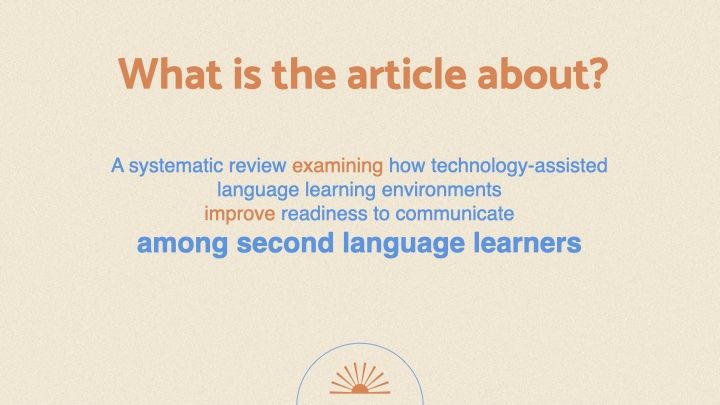 What is the article about?
A systematic review examining how technology-assisted
language learning environments
improve readiness to communicate
among second language learners